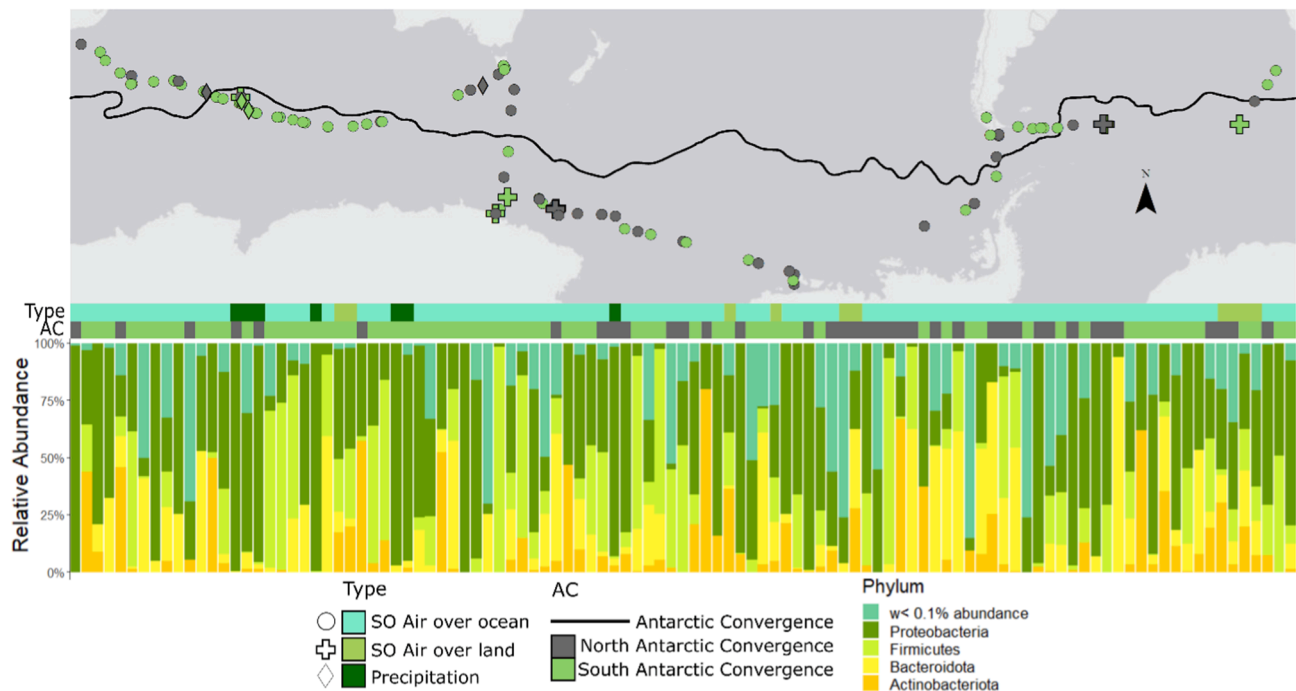 N
Type
AC
100%
75%
50%
25%
0%
Relative Abundance
Type
SO Air over ocean
SO Air over land
Precipitation
AC
Antarctic Convergence
North Antarctic Convergence
South Antarctic Convergence
Phylum
w< 0.1% abundance
Proteobacteria
Firmicutes
Bacteroidota
Actinobacteriota